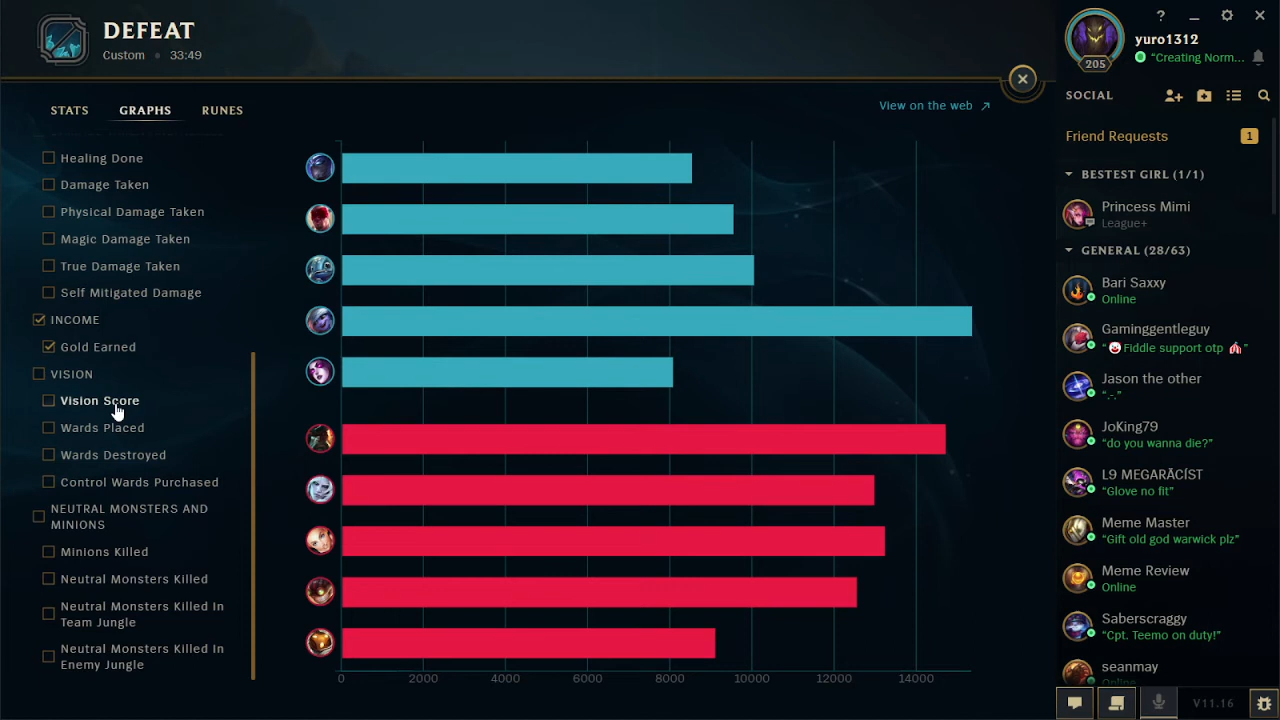 DEFEAT
Custom • 33:49
STATS
GRAPHS
RUNES
View on the web
Healing Done
Damage Taken
Physical Damage Taken
Magic Damage Taken
True Damage Taken
Self Mitigated Damage
INCOME
Gold Earned
VISION
Vision Score
Wards Placed
Wards Destroyed
Control Wards Purchased
NEUTRAL MONSTERS AND
MINIONS
Minions Killed
Neutral Monsters Killed
Neutral Monsters Killed In
Team Jungle
Neutral Monsters Killed In
Enemy Jungle
0 2000 4000 6000 8000 10000 12000 14000
?
yuro1312
205
“Creating Norm...
SOCIAL
Friend Requests
1
BESTEST GIRL (1/1)
Princess Mimi
League+
GENERAL (28/63)
Bari Saxxy
Online
Gaminggentleguy
“🤡Fiddle support otp 🎪”
Jason the other
“.-.”
JoKing79
“do you wanna die?”
L9 MEGARĂCÍST
“Glove no fit”
Meme Master
“Gift old god warwick plz”
Meme Review
Online
Saberscraggy
“Cpt. Teemo on duty!”
seanmay
Online
V11.16